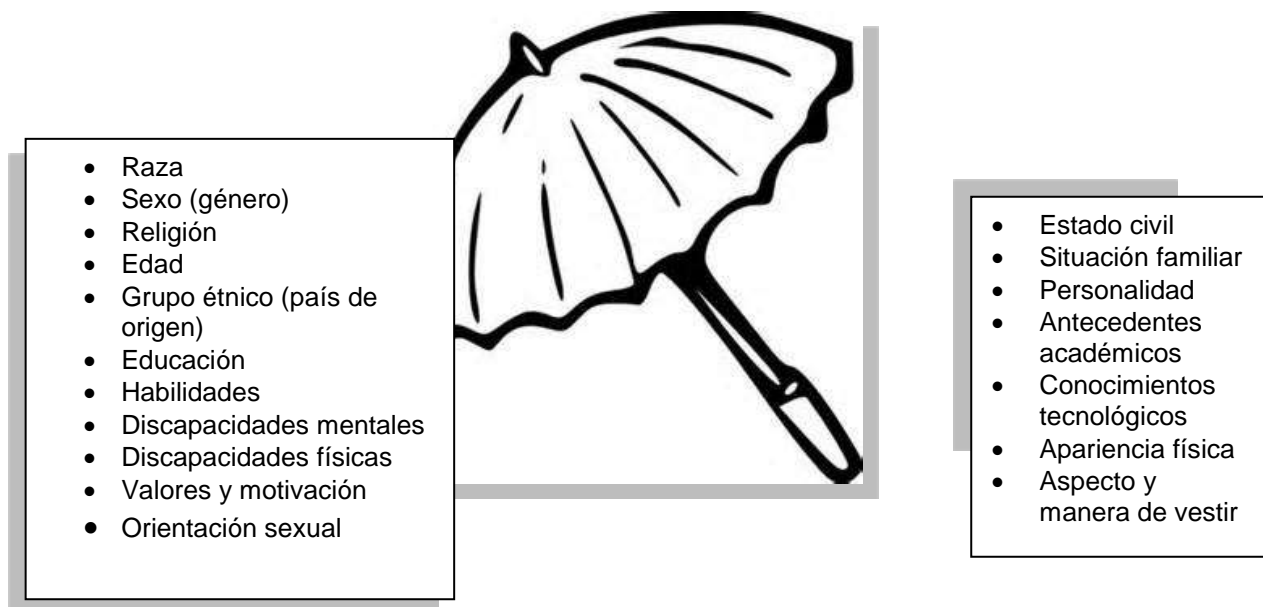 • Raza
• Sexo (género)
• Religión
• Edad
• Grupo étnico (país de
origen)
• Educación
• Habilidades
• Discapacidades mentales
• Discapacidades físicas
• Valores y motivación
• Orientación sexual
• Estado civil
• Situación familiar
• Personalidad
• Antecedentes
académicos
• Conocimientos
tecnológicos
• Apariencia física
• Aspecto y
manera de vestir